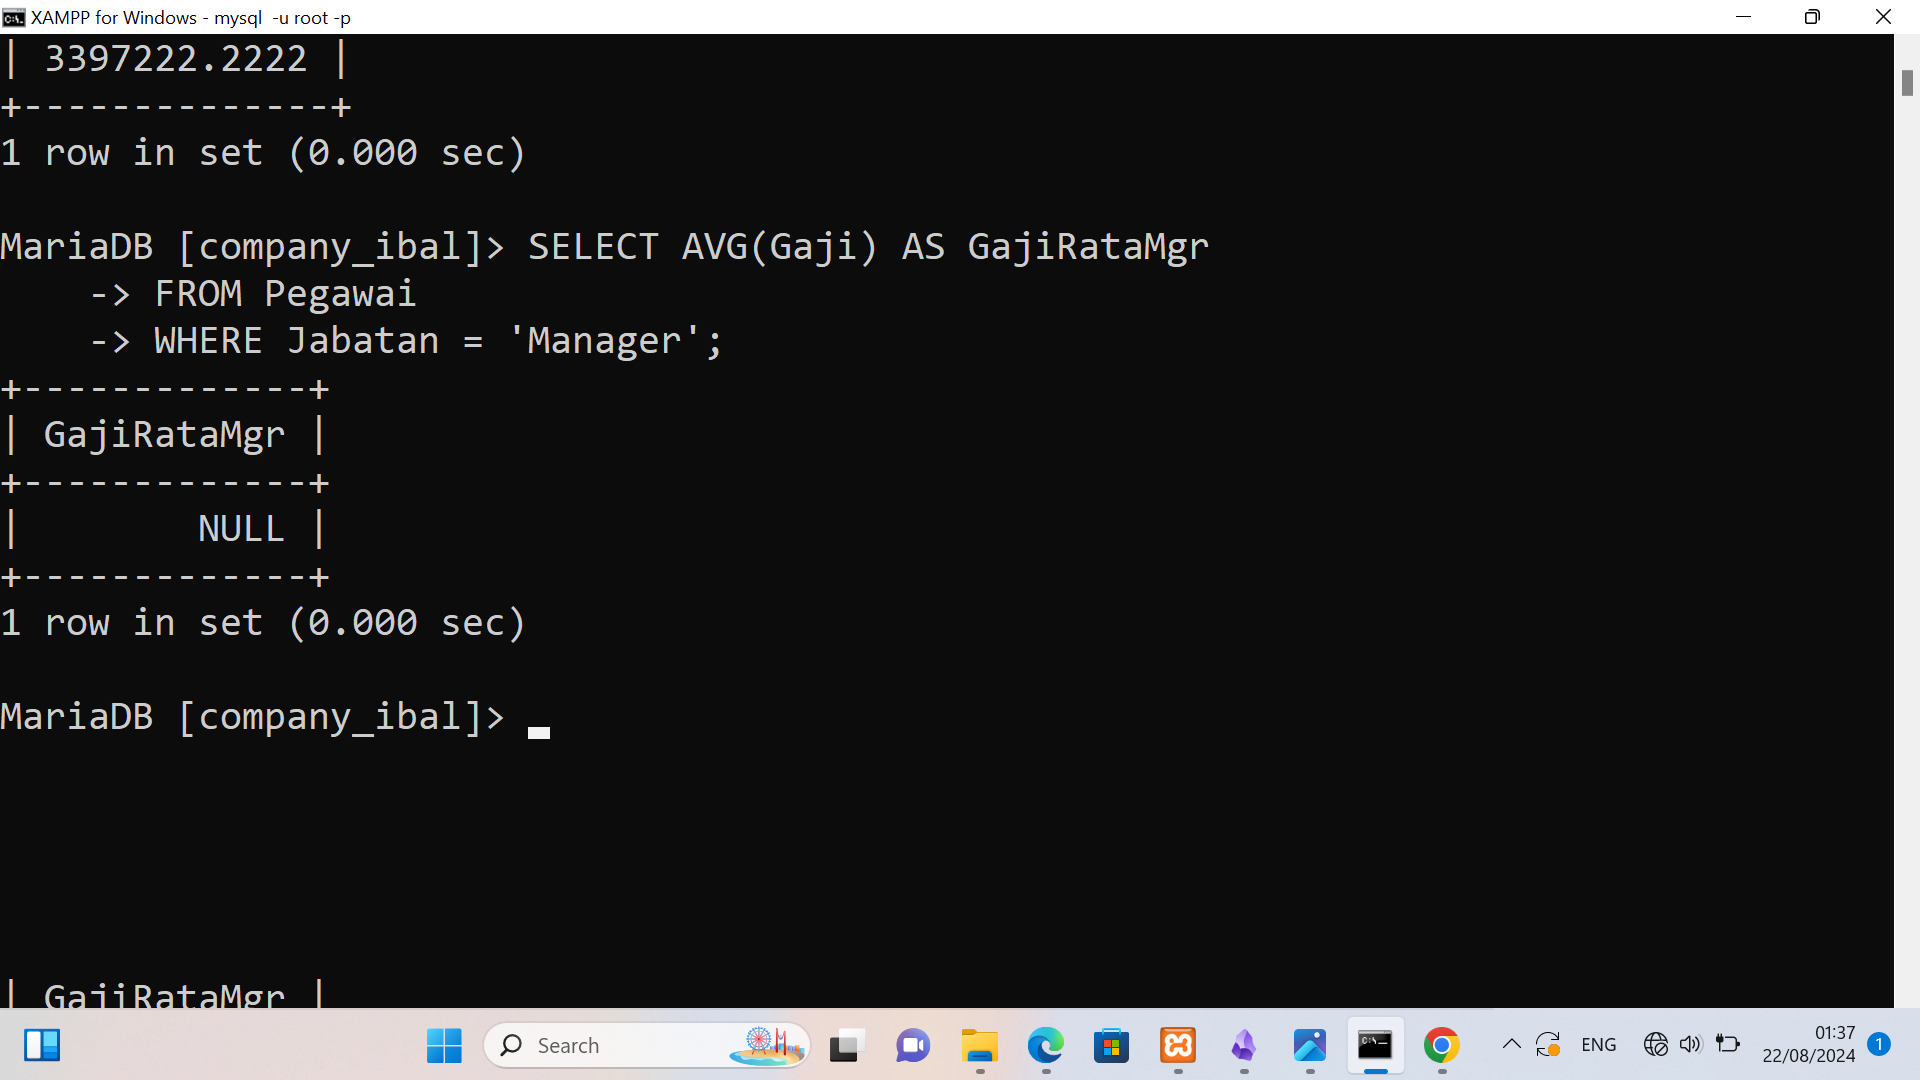 XAMPP for Windows - mysql  -u root -p
| 3397222.2222 |
+--------------+
1 row in set (0.000 sec)
MariaDB [company_ibal]> SELECT AVG(Gaji) AS GajiRataMgr
    -> FROM Pegawai
    -> WHERE Jabatan = 'Manager';
+-------------+
| GajiRataMgr |
+-------------+
|        NULL |
+-------------+
1 row in set (0.000 sec)
MariaDB [company_ibal]>
| GajiRataMgr |
Search
ENG
01:37
22/08/2024
1